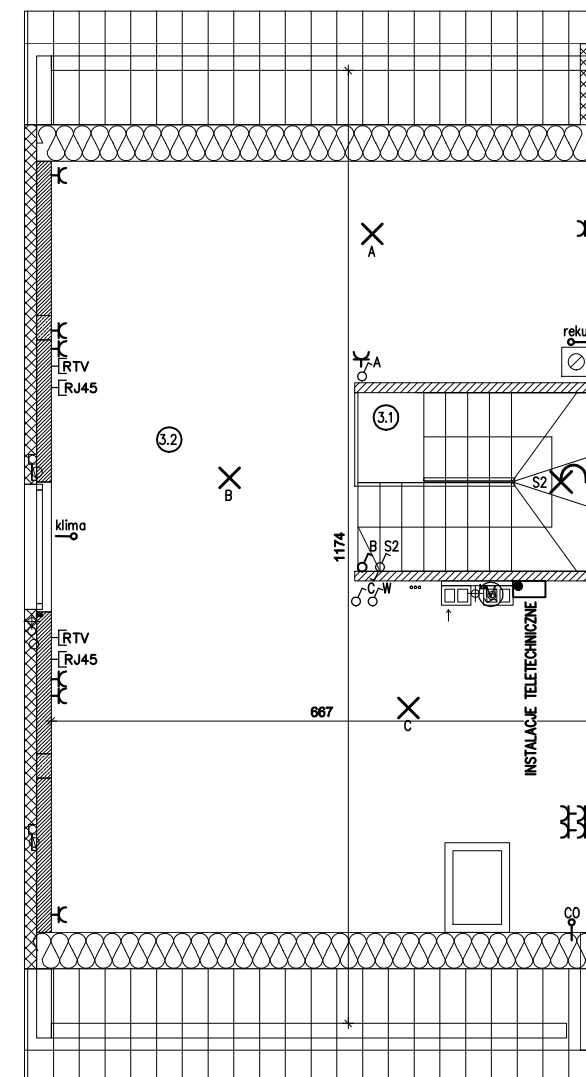 A
reku
A
RTV
RJ45
3.1
3.2
S2
B
klima
1174
B S2
C W
INSTALACJE TELETECHNICZNE
RTV
RJ45
667
C
CO